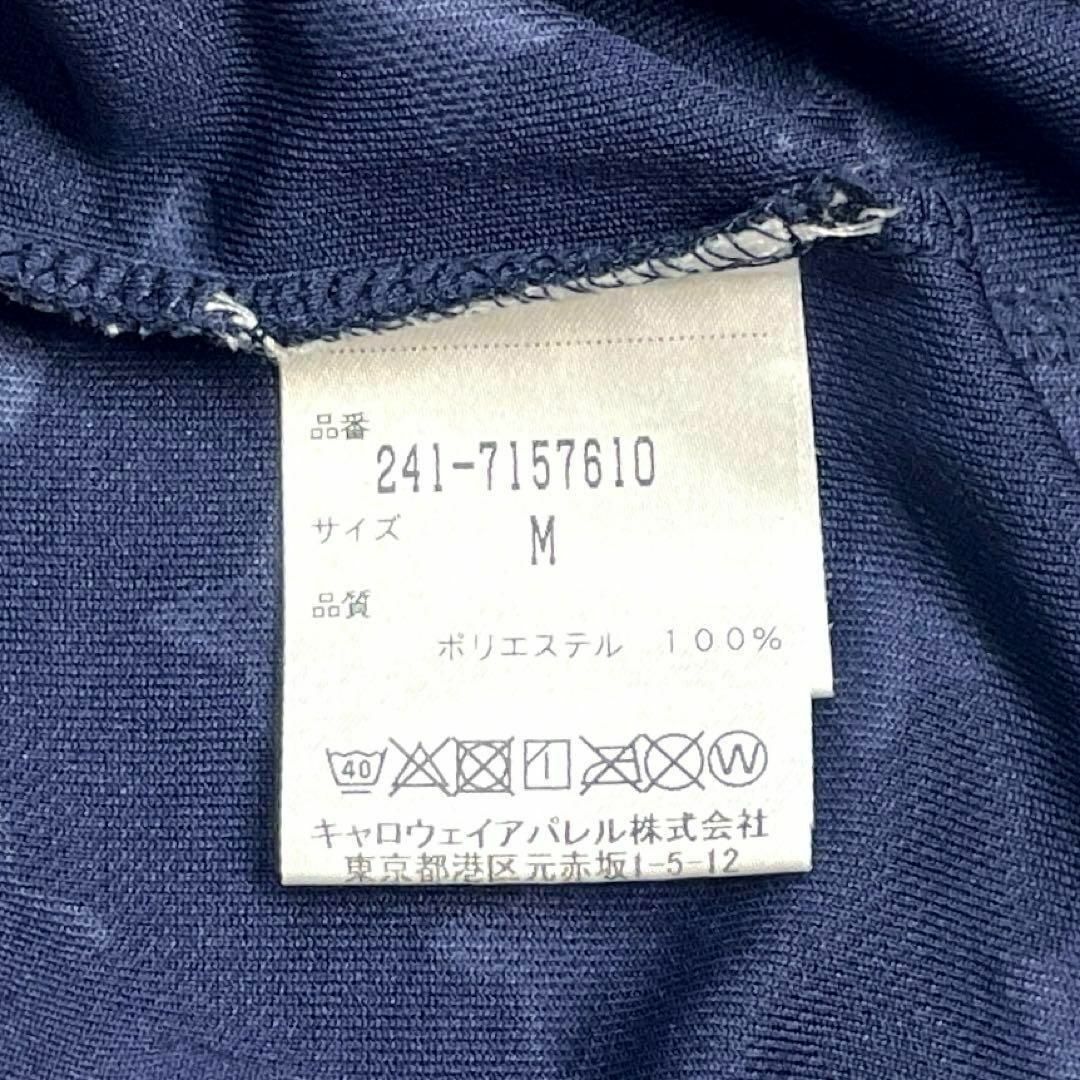 品番
241-7157610
サイズ
M
品質
ポリエステル 100%
40 W
キャロウェイアパレル株式会社
東京都港区元赤坂1-5-12